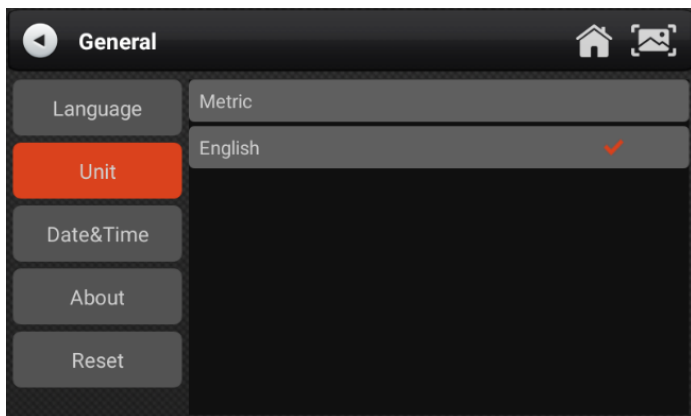 General
Language
Unit
Date&Time
About
Reset
Metric
English